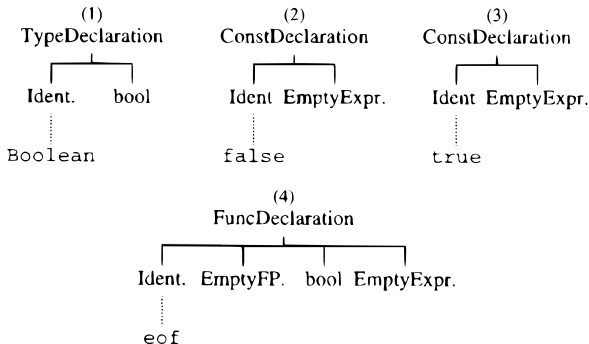 (1) (2) (3)
TypeDeclaration ConstDeclaration ConstDeclaration
Ident. bool Ident EmptyExpr. Ident EmptyExpr.
Boolean false true
(4)
FuncDeclaration
Ident. EmptyFP. bool EmptyExpr.
eof